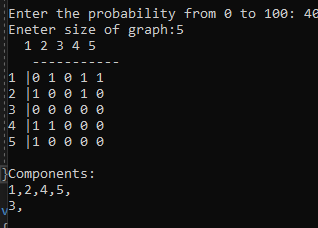 Enter the probability from 0 to 100: 40
Eneter size of graph:5
1 2 3 4 5
-----------
1 |0 1 0 1 1
2 |1 0 0 1 0
3 |0 0 0 0 0
4 |1 1 0 0 0
5 |1 0 0 0 0
Components:
1,2,4,5,
3,